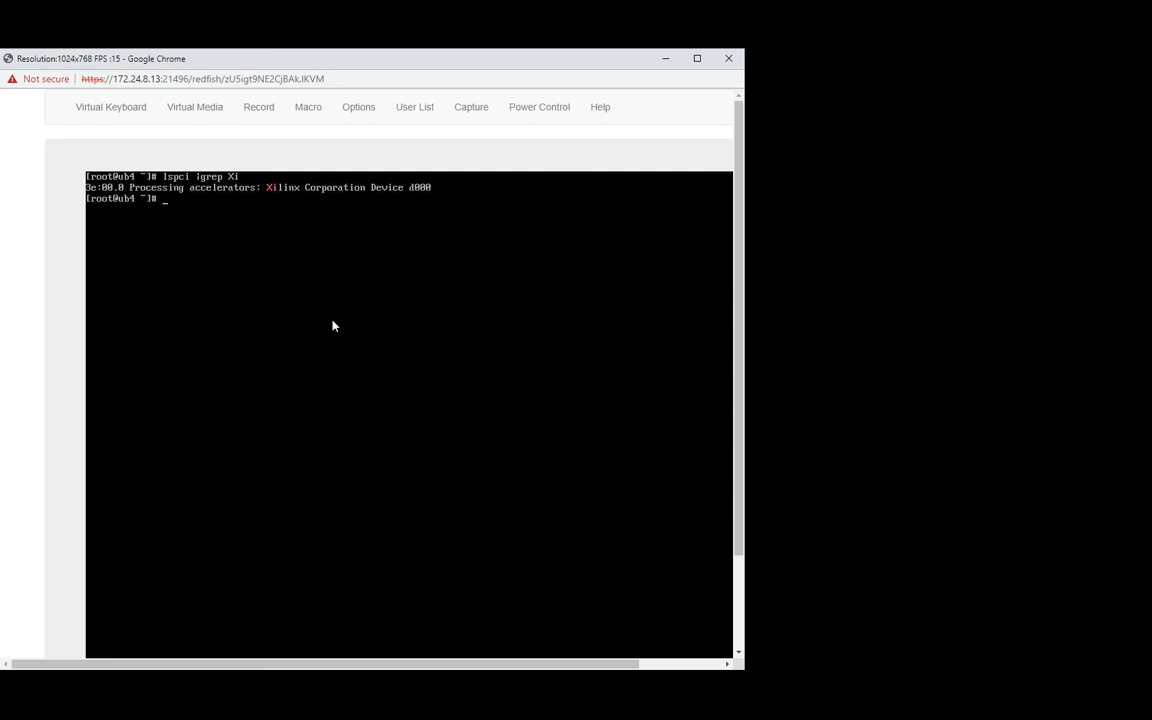 Resolution:1024x768 FPS :15 - Google Chrome
Not secure | https://172.24.8.13:21496/redfish/zU5igt9NE2CjBAk.IKVM
Virtual Keyboard Virtual Media Record Macro Options User List Capture Power Control Help
[root@ub4 ~]# lspci |grep Xi
3e:00.0 Processing accelerators: Xilinx Corporation Device d000
[root@ub4 ~]# _